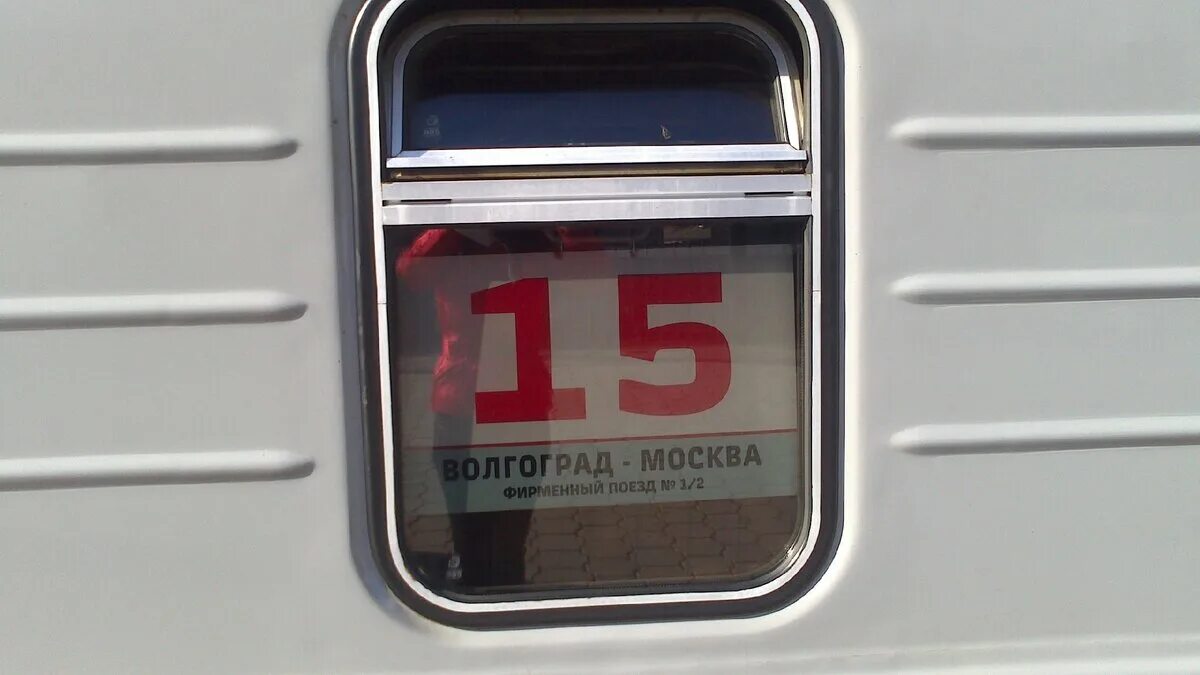 15
ВОЛГОГРАД - МОСКВА
ФИРМЕННЫЙ ПОЕЗД № 1/2